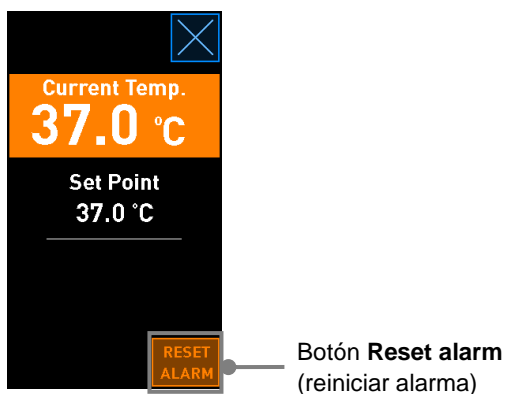 Current Temp.
37.0 °C
Set Point
37.0 °C
RESET
ALARM
Botón Reset alarm
(reiniciar alarma)